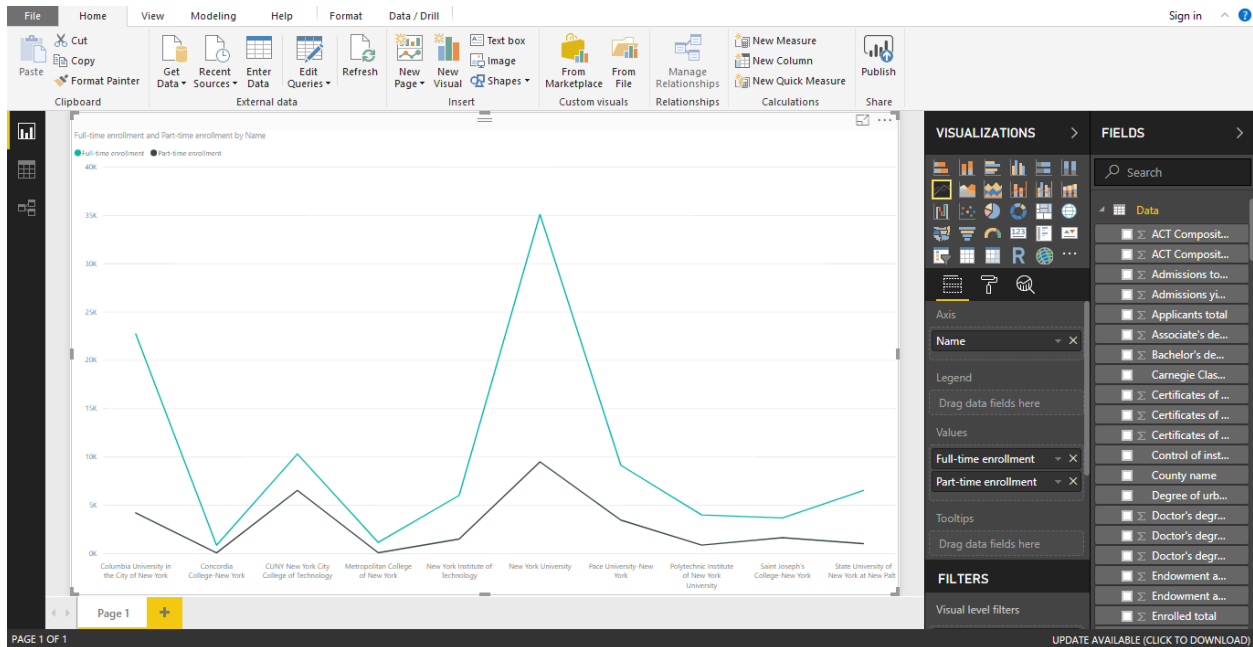 File Home View Modeling Help Format Data / Drill Sign in
Cut
Copy
Format Painter
Paste
Clipboard
Get Data
Recent Sources
Enter Data
Edit Queries
Refresh
External data
New Page
New Visual
Text box
Image
Shapes
Insert
From Marketplace
From File
Custom visuals
Manage Relationships
Relationships
New Measure
New Column
New Quick Measure
Calculations
Publish
Share
Full-time enrollment and Part-time enrollment by Name
Full-time enrollment Part-time enrollment
40K
35K
30K
25K
20K
15K
10K
5K
0K
Columbia University in
the City of New York
Concordia
College-New York
CUNY New York City
College of Technology
Metropolitan College
of New York
New York Institute of
Technology
New York University
Pace University-New
York
Polytechnic Institute
of New York
University
Saint Joseph's
College-New York
State University of
New York at New Palt
Page 1
VISUALIZATIONS
123
R
Axis
Name
Legend
Drag data fields here
Values
Full-time enrollment
Part-time enrollment
Tooltips
Drag data fields here
FILTERS
Visual level filters
FIELDS
Search
Data
ACT Composit...
ACT Composit...
Admissions to...
Admissions yi...
Applicants total
Associate's de...
Bachelor's de...
Carnegie Clas...
Certificates of ...
Certificates of ...
Certificates of ...
Control of inst...
County name
Degree of urb...
Doctor's degr...
Doctor's degr...
Doctor's degr...
Endowment a...
Endowment a...
Enrolled total
PAGE 1 OF 1
UPDATE AVAILABLE (CLICK TO DOWNLOAD)